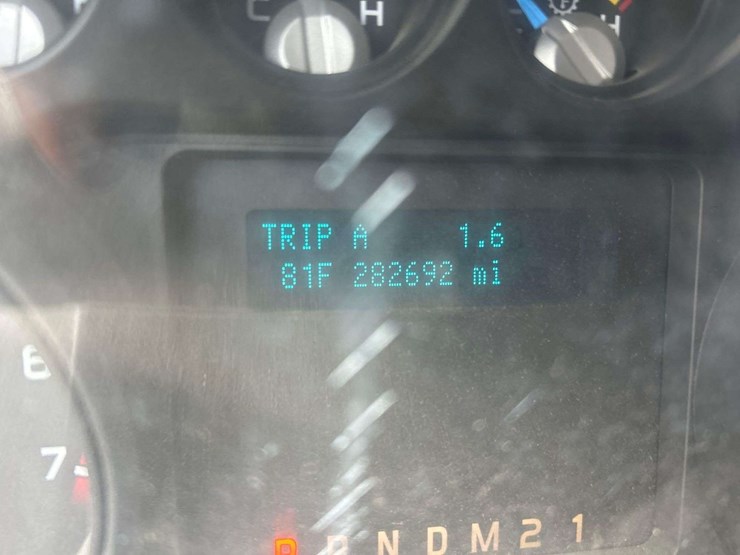 C H
H
TRIP A 1.6
81F 282692 mi
6
7
P R N D M 2 1